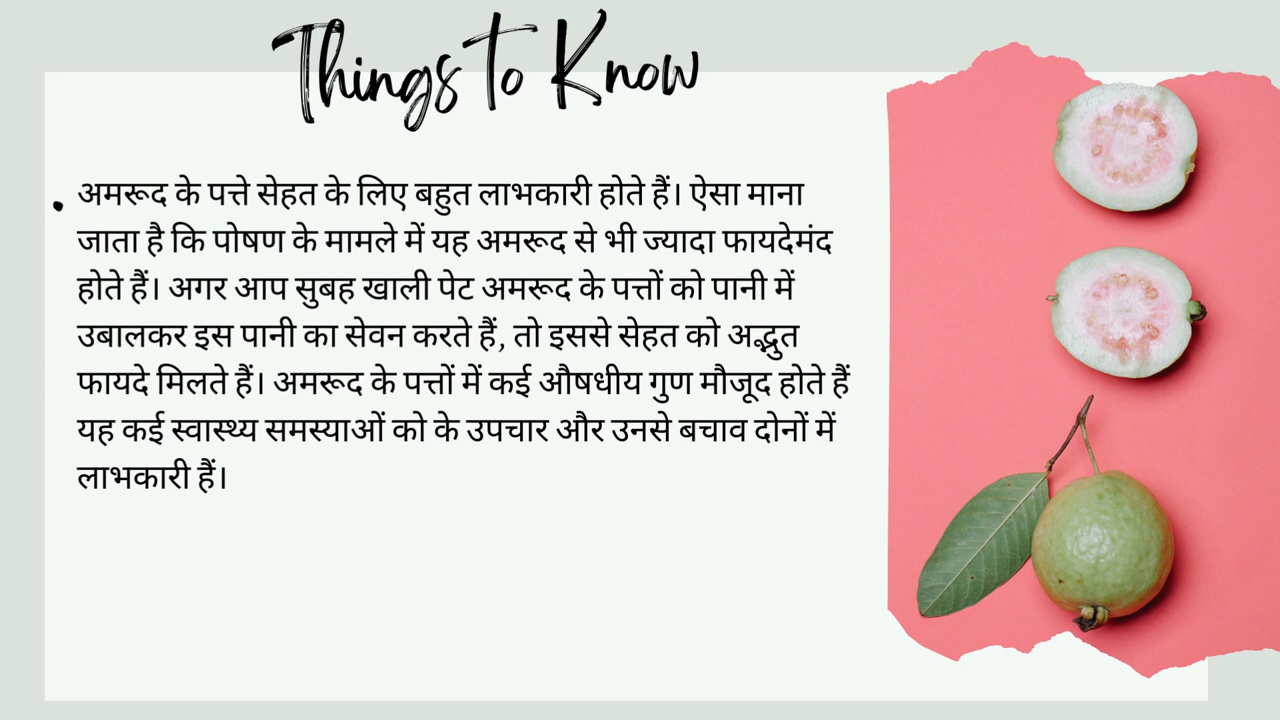 Things to Know
• अमरूद के पत्ते सेहत के लिए बहुत लाभकारी होते हैं। ऐसा माना
जाता है कि पोषण के मामले में यह अमरूद से भी ज्यादा फायदेमंद
होते हैं। अगर आप सुबह खाली पेट अमरूद के पत्तों को पानी में
उबालकर इस पानी का सेवन करते हैं, तो इससे सेहत को अद्भुत
फायदे मिलते हैं। अमरूद के पत्तों में कई औषधीय गुण मौजूद होते हैं
यह कई स्वास्थ्य समस्याओं को के उपचार और उनसे बचाव दोनों में
लाभकारी हैं।